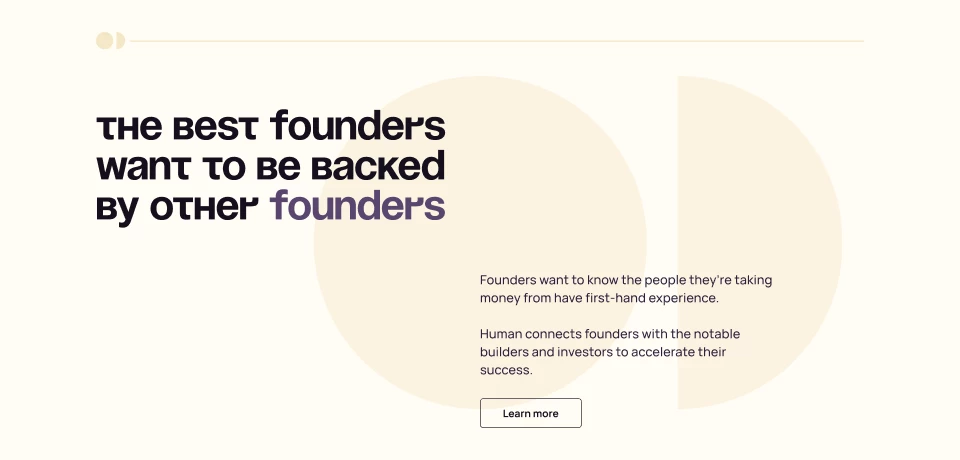 THe Best founders
want to Be Backed
By other founders
Founders want to know the people they're taking
money from have first-hand experience.
Human connects founders with the notable
builders and investors to accelerate their
success.
Learn more